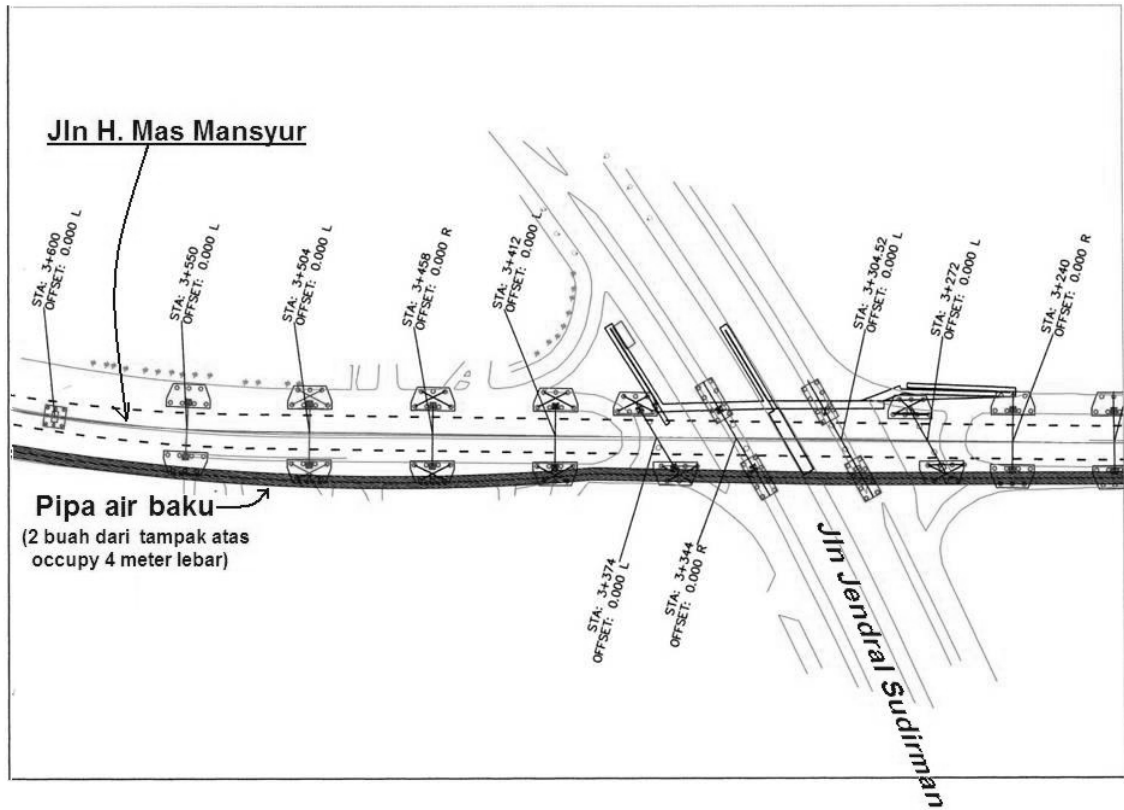 Jln H. Mas Mansyur
STA: 3+600
OFFSET: 0.000 L
STA: 3+550
OFFSET: 0.000 L
STA: 3+504
OFFSET: 0.000 L
STA: 3+458
OFFSET: 0.000 R
STA: 3+412
OFFSET: 0.000 L
STA: 3+304.52
OFFSET: 0.000 L
STA: 3+272
OFFSET: 0.000 L
STA: 3+240
OFFSET: 0.000 R
Pipa air baku
(2 buah dari tampak atas
occupy 4 meter lebar)
STA: 3+374
OFFSET: 0.000 L
STA: 3+344
OFFSET: 0.000 R
Jln Jendral Sudirman